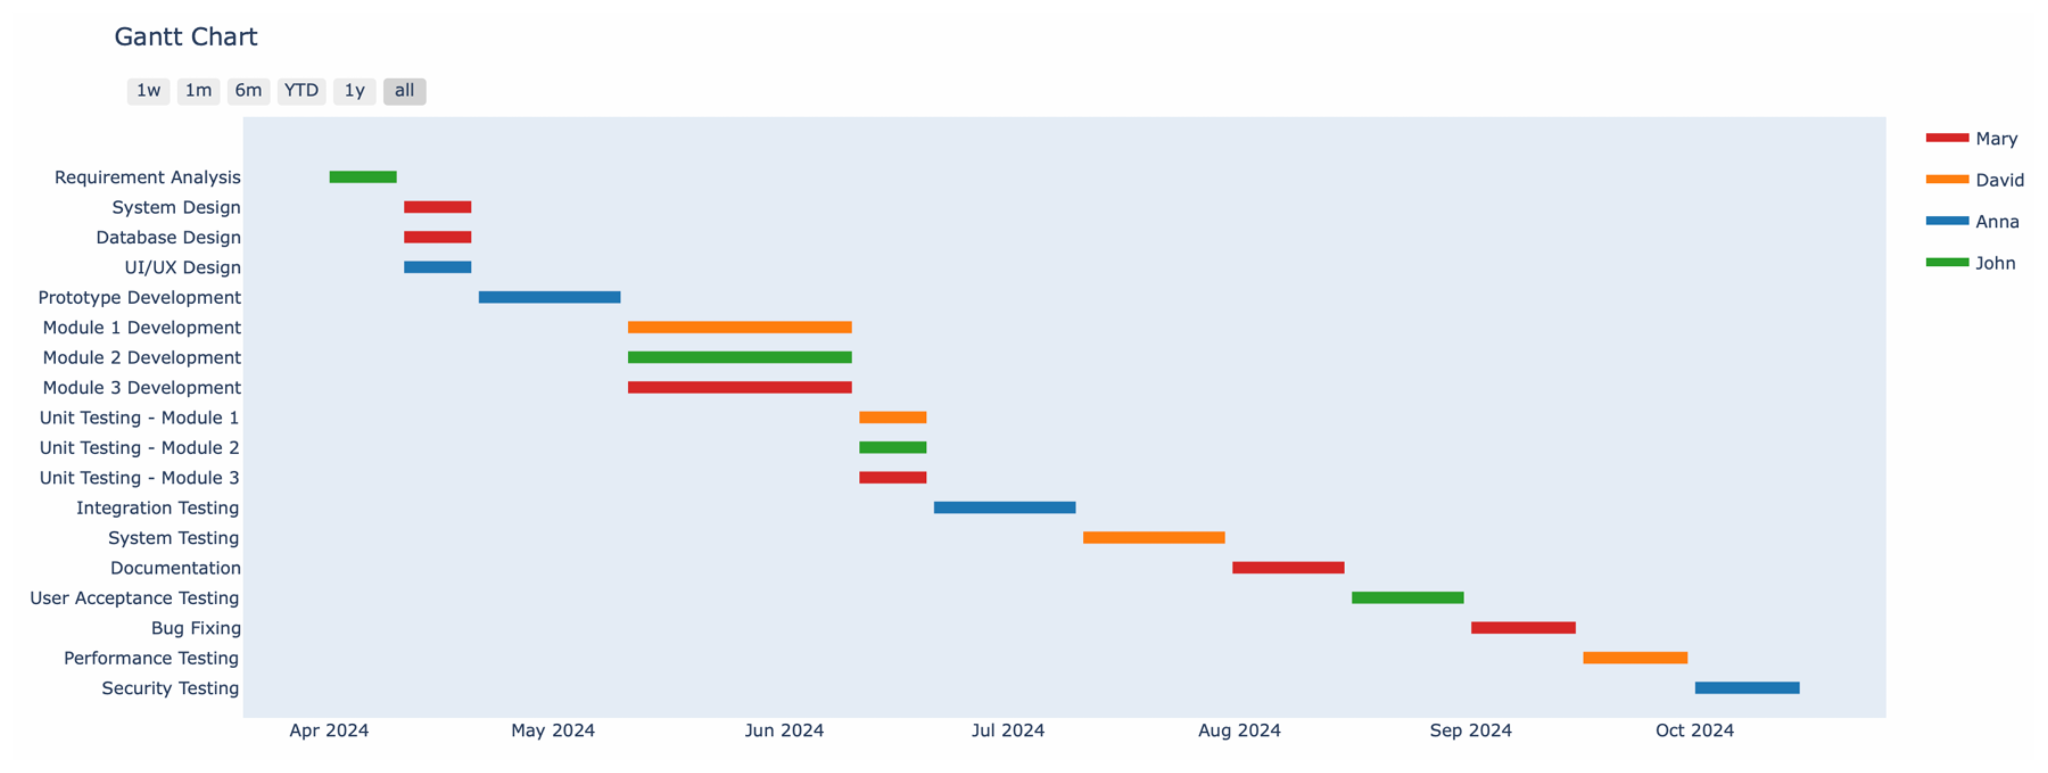 Gantt Chart
1w 1m 6m YTD 1y all
Mary
David
Anna
John
Requirement Analysis
System Design
Database Design
UI/UX Design
Prototype Development
Module 1 Development
Module 2 Development
Module 3 Development
Unit Testing - Module 1
Unit Testing - Module 2
Unit Testing - Module 3
Integration Testing
System Testing
Documentation
User Acceptance Testing
Bug Fixing
Performance Testing
Security Testing
Apr 2024 May 2024 Jun 2024 Jul 2024 Aug 2024 Sep 2024 Oct 2024